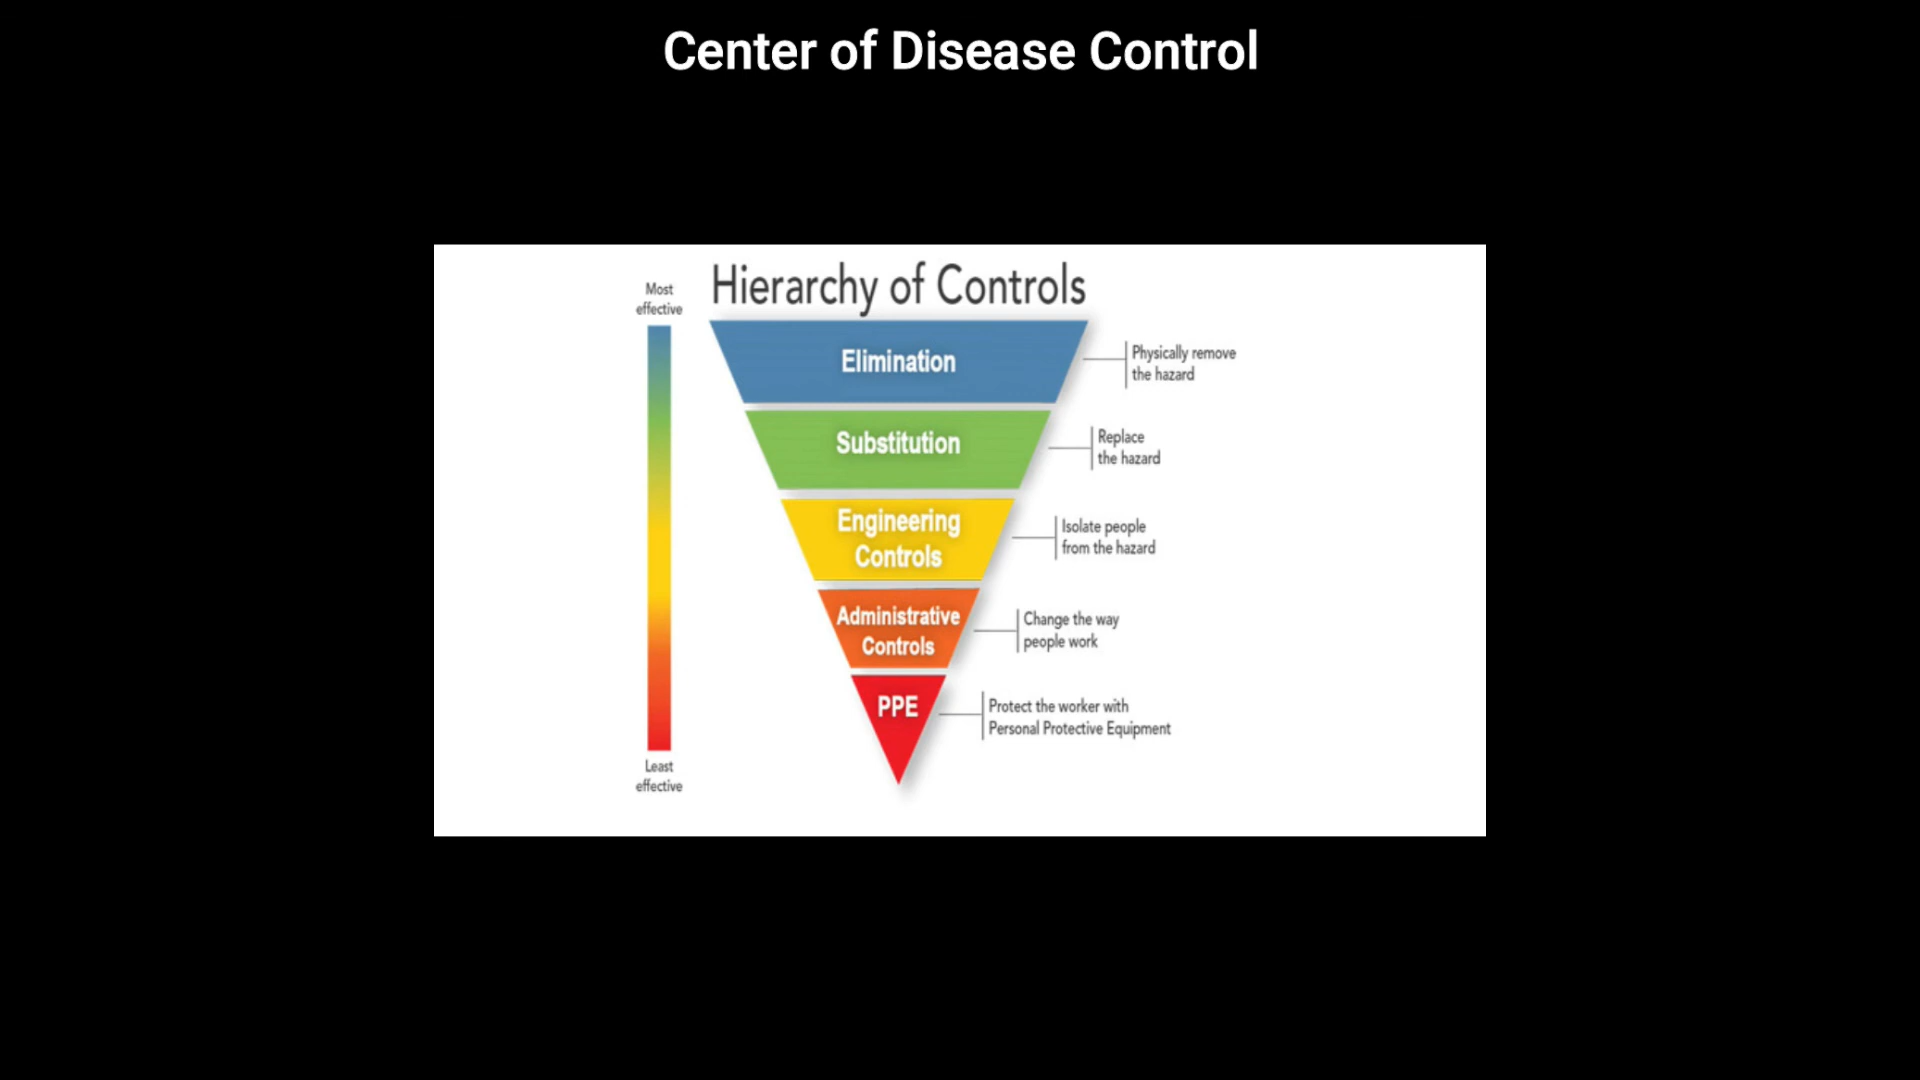 Center of Disease Control
Hierarchy of Controls
Most
effective
Elimination
Physically remove
the hazard
Substitution
Replace
the hazard
Engineering
Controls
Isolate people
from the hazard
Administrative
Controls
Change the way
people work
PPE
Protect the worker with
Personal Protective Equipment
Least
effective